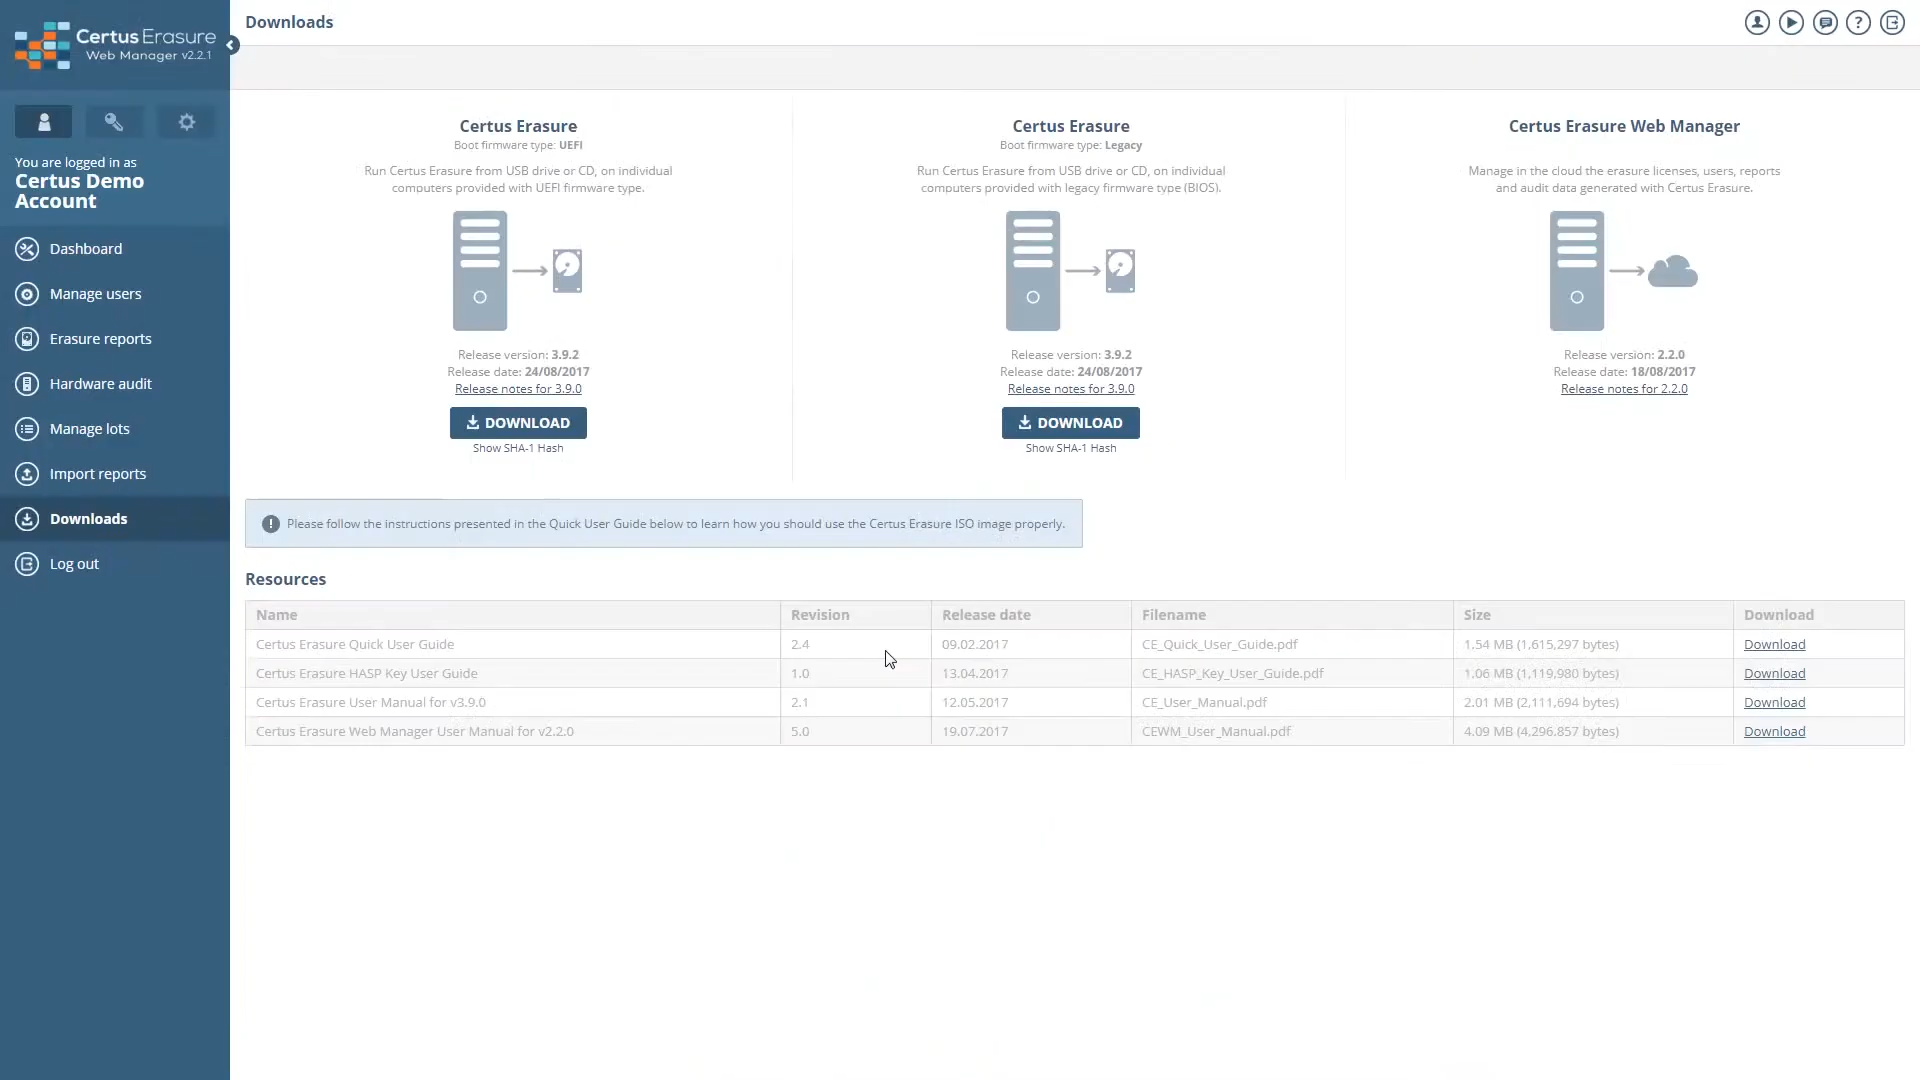 Certus Erasure
Web Manager v2.2.1
You are logged in as
Certus Demo
Account
Dashboard
Manage users
Erasure reports
Hardware audit
Manage lots
Import reports
Downloads
Log out
Downloads
?
Certus Erasure
Boot firmware type: UEFI
Run Certus Erasure from USB drive or CD, on individual
computers provided with UEFI firmware type.
Release version: 3.9.2
Release date: 24/08/2017
Release notes for 3.9.0
DOWNLOAD
Show SHA-1 Hash
Certus Erasure
Boot firmware type: Legacy
Run Certus Erasure from USB drive or CD, on individual
computers provided with legacy firmware type (BIOS).
Release version: 3.9.2
Release date: 24/08/2017
Release notes for 3.9.0
DOWNLOAD
Show SHA-1 Hash
Certus Erasure Web Manager
Manage in the cloud the erasure licenses, users, reports
and audit data generated with Certus Erasure.
Release version: 2.2.0
Release date: 18/08/2017
Release notes for 2.2.0
! Please follow the instructions presented in the Quick User Guide below to learn how you should use the Certus Erasure ISO image properly.
Resources
Name Revision Release date Filename Size Download
Certus Erasure Quick User Guide 2.4 09.02.2017 CE_Quick_User_Guide.pdf 1.54 MB (1,615,297 bytes) Download
Certus Erasure HASP Key User Guide 1.0 13.04.2017 CE_HASP_Key_User_Guide.pdf 1.06 MB (1,119,980 bytes) Download
Certus Erasure User Manual for v3.9.0 2.1 12.05.2017 CE_User_Manual.pdf 2.01 MB (2,111,694 bytes) Download
Certus Erasure Web Manager User Manual for v2.2.0 5.0 19.07.2017 CEWM_User_Manual.pdf 4.09 MB (4,296.857 bytes) Download